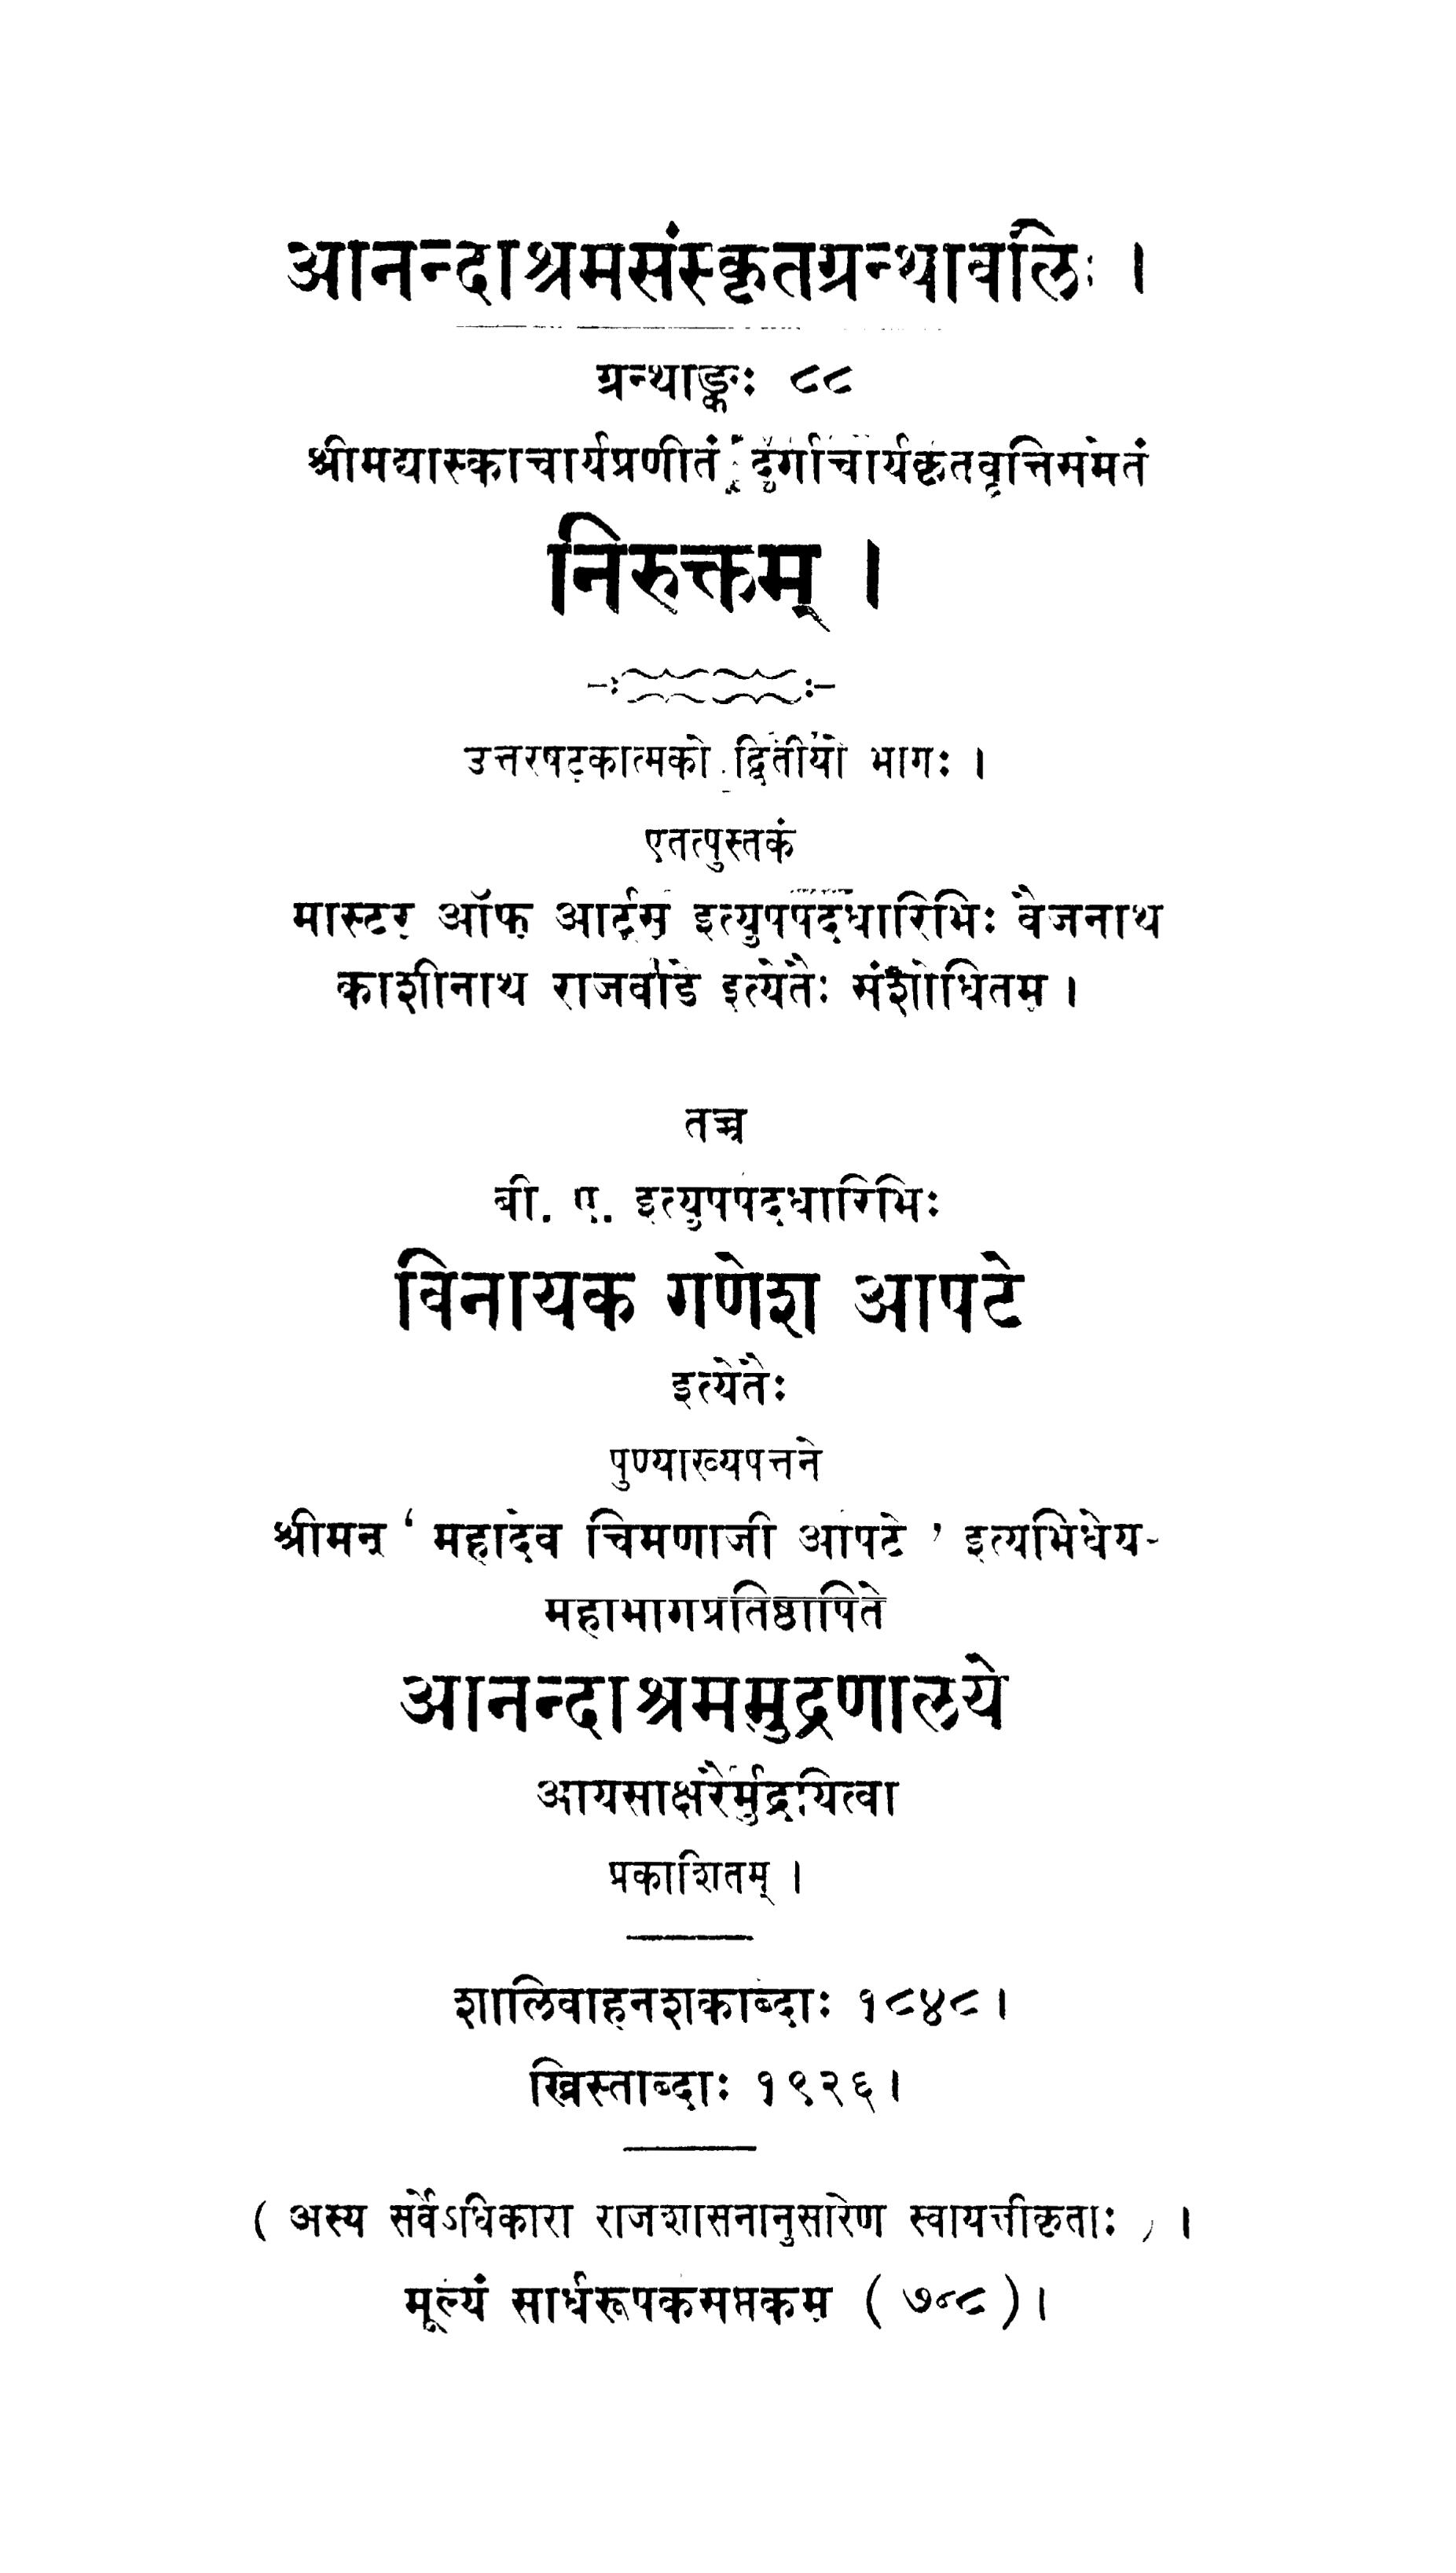 आनन्दाश्रमसंस्कृतग्रन्थावलिः ।
ग्रन्थाङ्कः ८८
श्रीमद्यास्काचार्यप्रणीतं दुर्गाचार्यकृतवृत्तिसमेतं
निरुक्तम् ।
उत्तरषट्कात्मको द्वितीयो भागः ।
एतत्पुस्तकं
मास्टर् ऑफ् आर्ट्स् इत्युपपदधारिभिः वैजनाथ
काशीनाथ राजवाडे इत्येतैः संशोधितम् ।
तच्च
बी. ए. इत्युपपदधारिभिः
विनायक गणेश आपटे
इत्येतैः
पुण्याख्यपत्तने
श्रीमन् ‘ महादेव चिमणाजी आपटे ’ इत्यभिधेय-
महाभागप्रतिष्ठापिते
आनन्दाश्रममुद्रणालये
आयसाक्षरैर्मुद्रयित्वा
प्रकाशितम् ।
शालिवाहनशकाब्दाः १८४८ ।
ख्रिस्ताब्दाः १९२६ ।
( अस्य सर्वेऽधिकारा राजशासनानुसारेण स्वायत्तीकृताः ) ।
मूल्यं सार्धरूपकसप्तकम् ( ७४८ ) ।